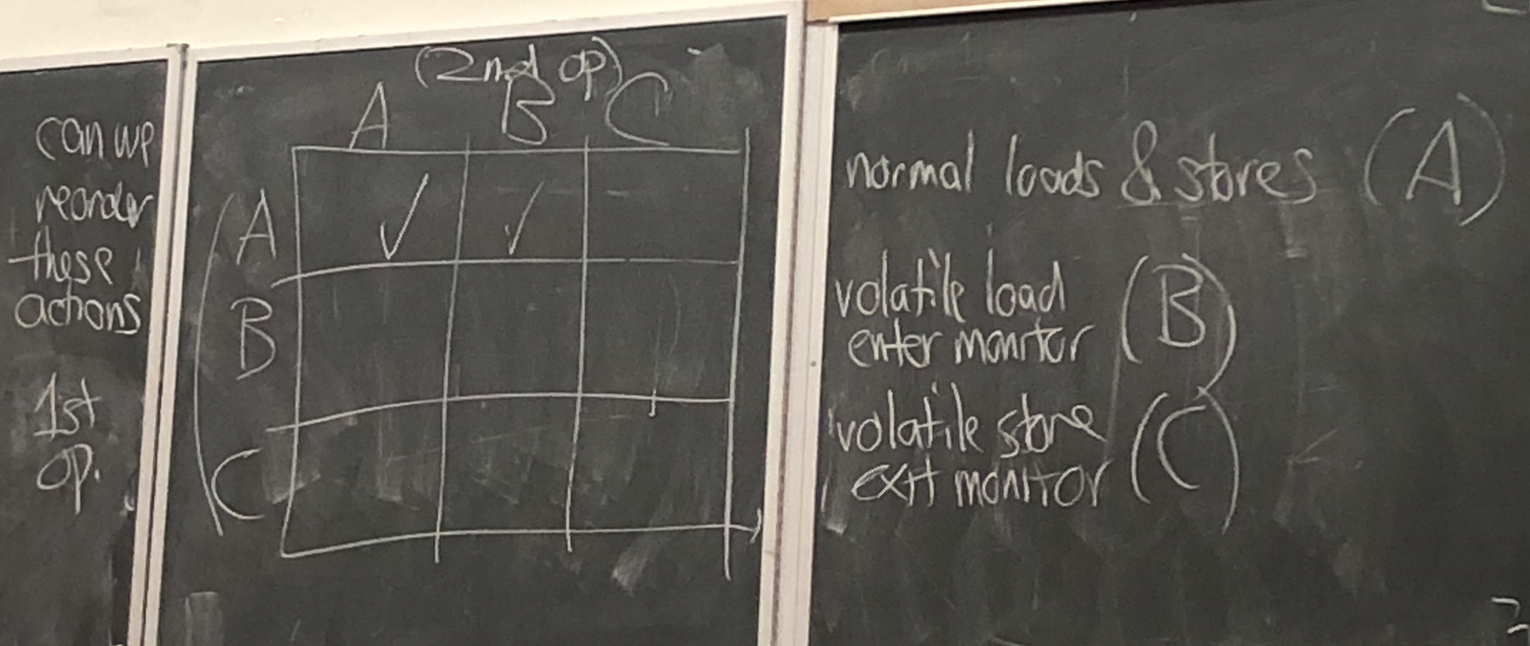 can we
reorder
these
actions
1st
op.
(2nd op)
A B C
A ✓ ✓
B
C
normal loads & stores (A)
volatile load
enter monitor (B)
volatile store
exit monitor (C)